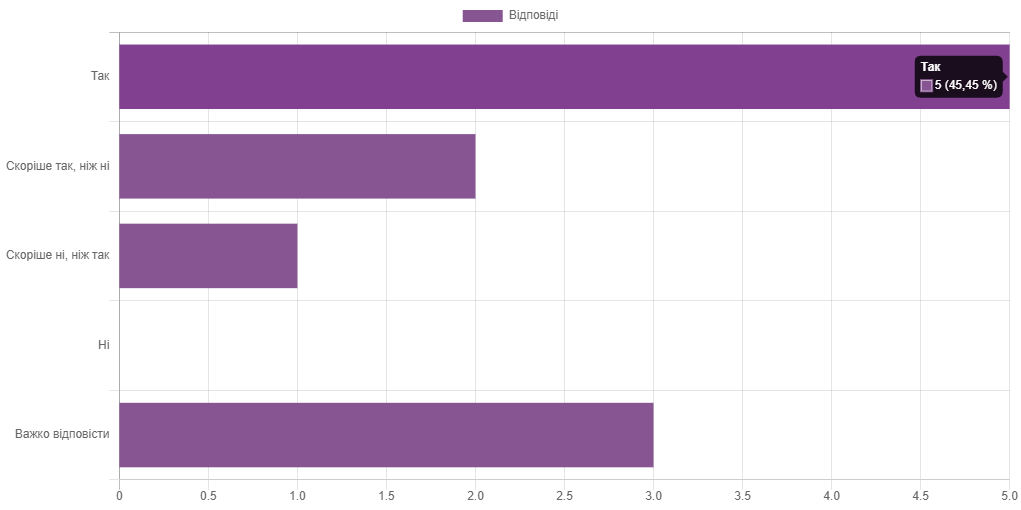 Відповіді
Так
Так
5 (45,45 %)
Скоріше так, ніж ні
Скоріше ні, ніж так
Ні
Важко відповісти
0 0.5 1.0 1.5 2.0 2.5 3.0 3.5 4.0 4.5 5.0